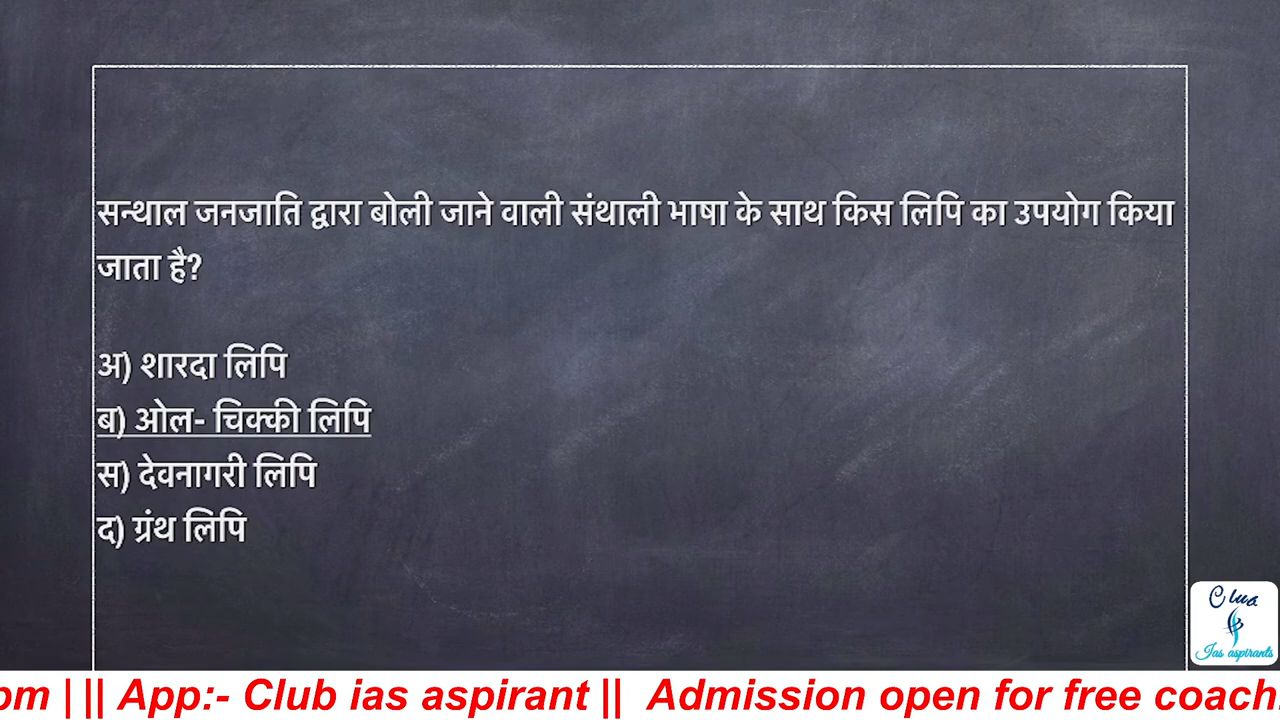 सन्थाल जनजाति द्वारा बोली जाने वाली संथाली भाषा के साथ किस लिपि का उपयोग किया
जाता है?
अ) शारदा लिपि
ब) ओल- चिक्की लिपि
स) देवनागरी लिपि
द) ग्रंथ लिपि
Club
Ias aspirants
pm | || App:- Club ias aspirant || Admission open for free coach